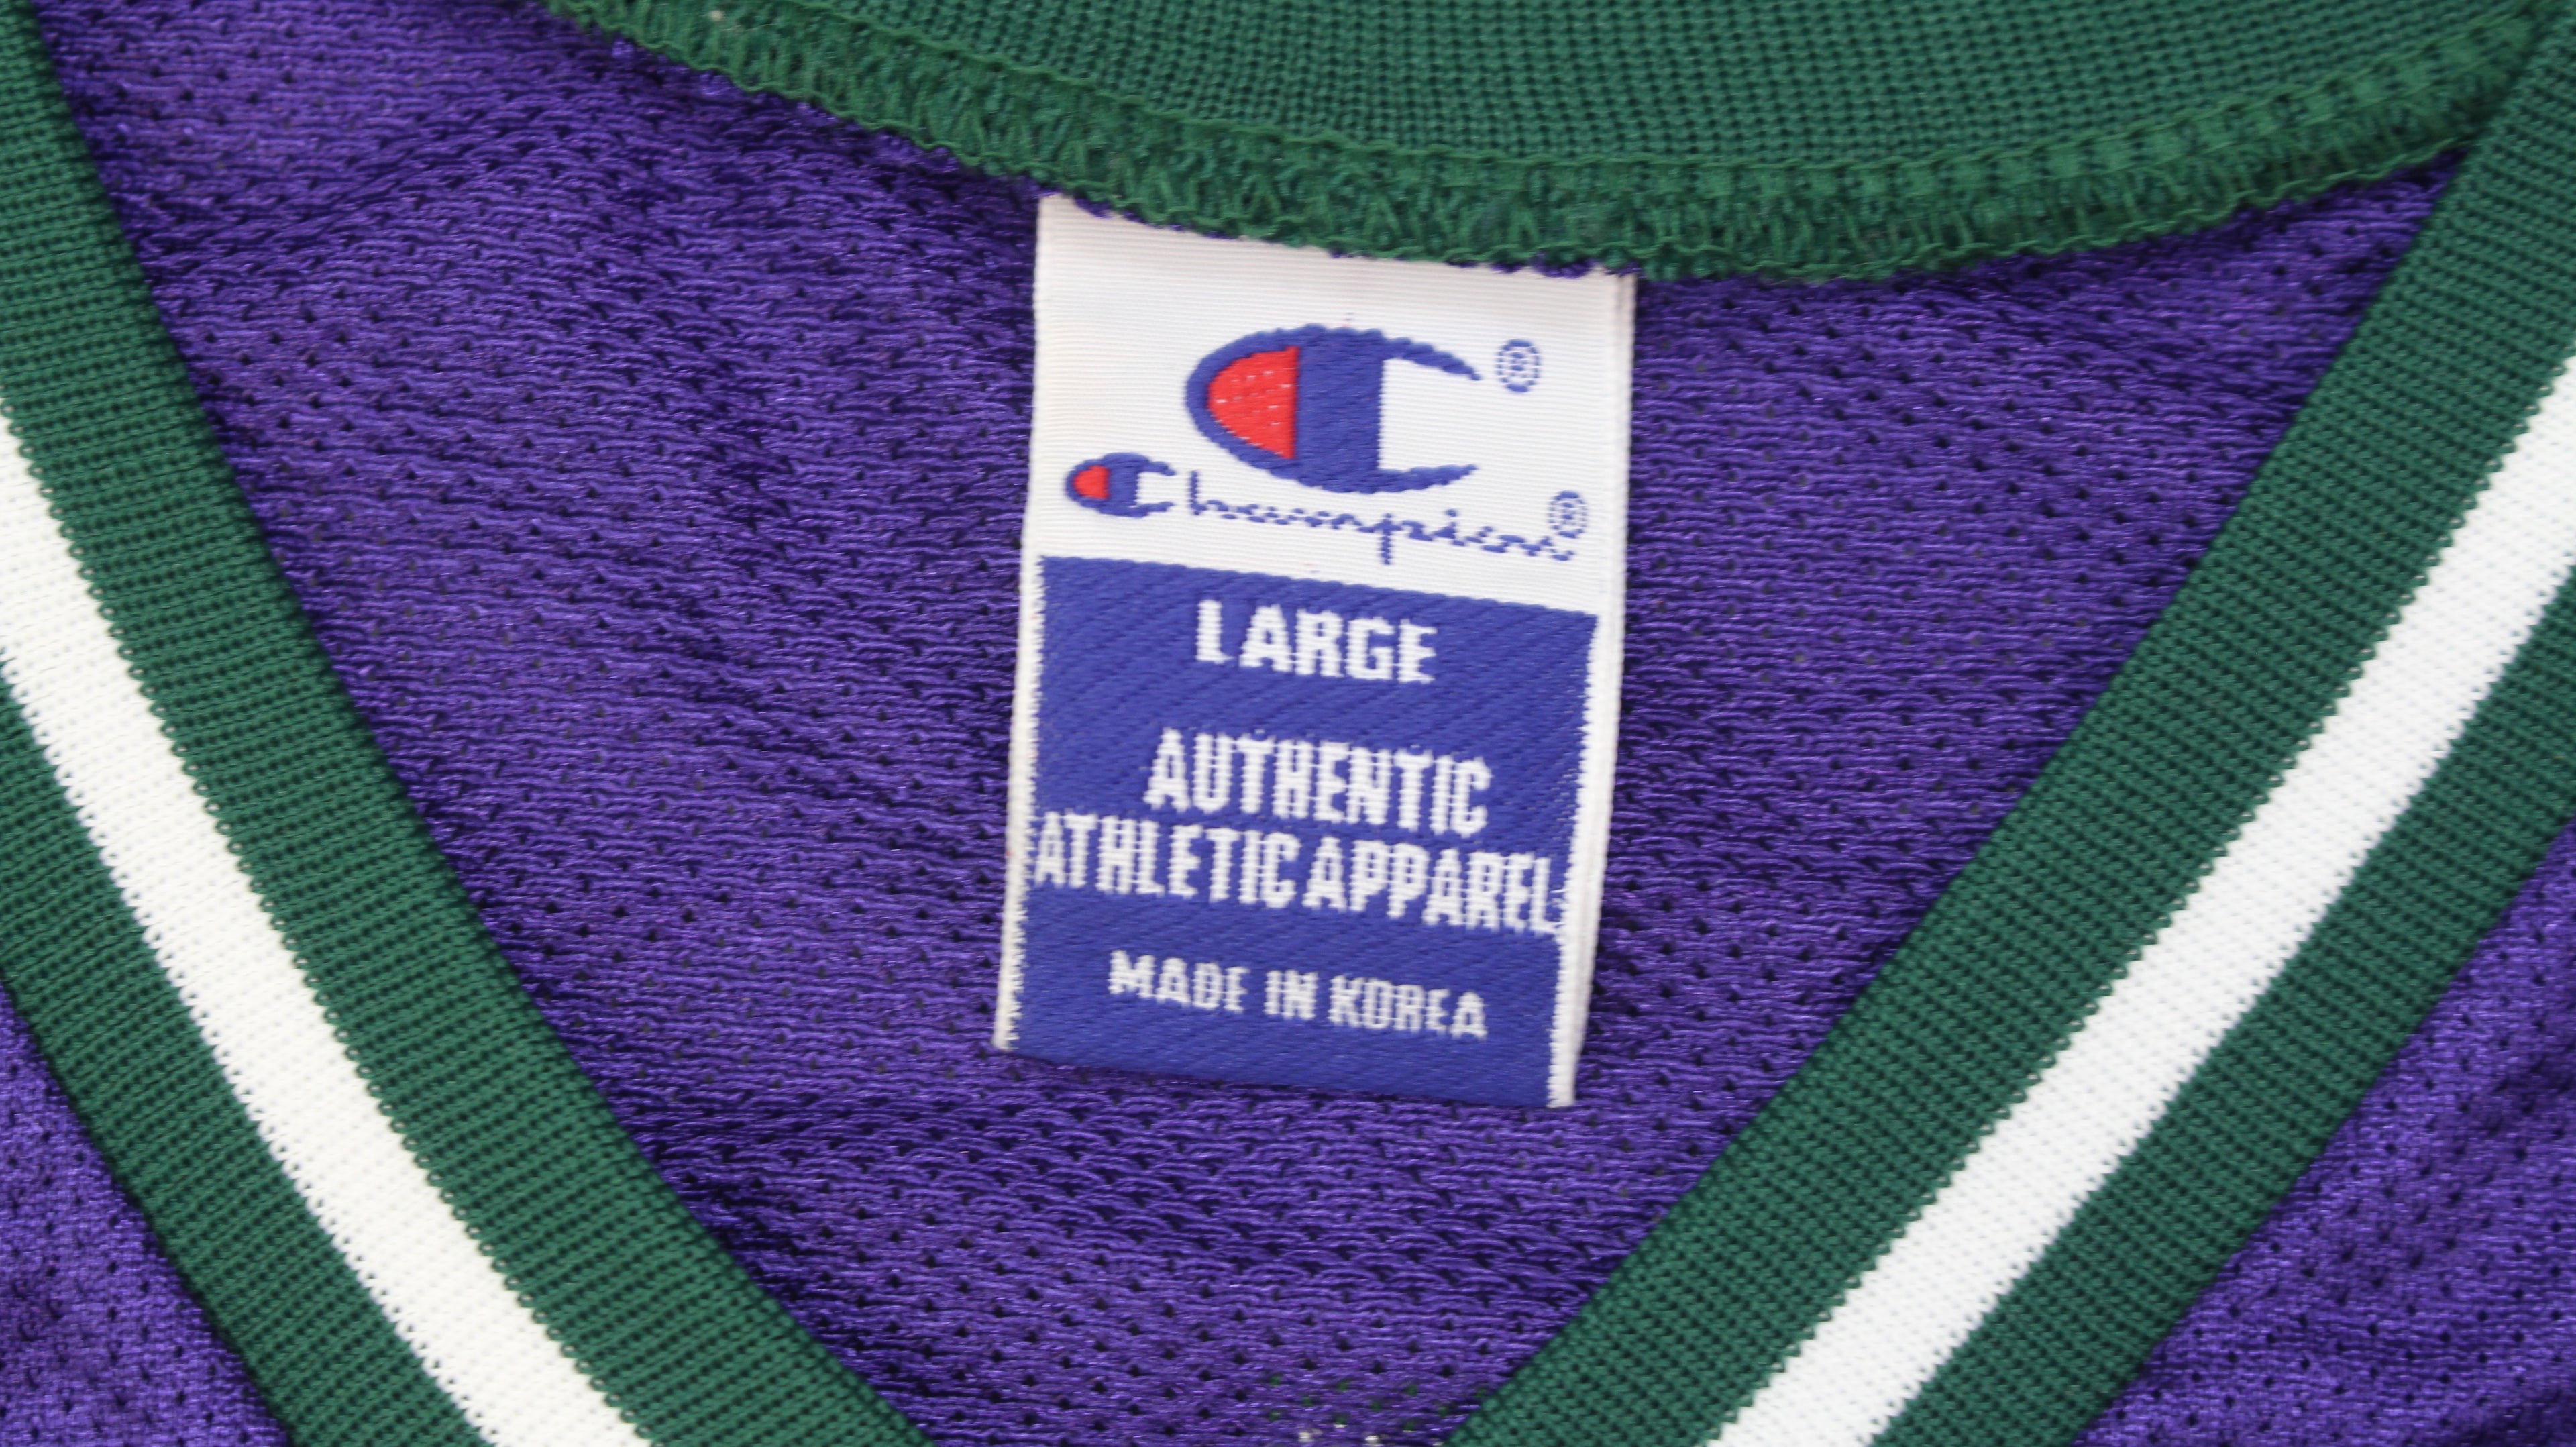 ®
Champion®
LARGE
AUTHENTIC
ATHLETIC APPAREL
MADE IN KOREA